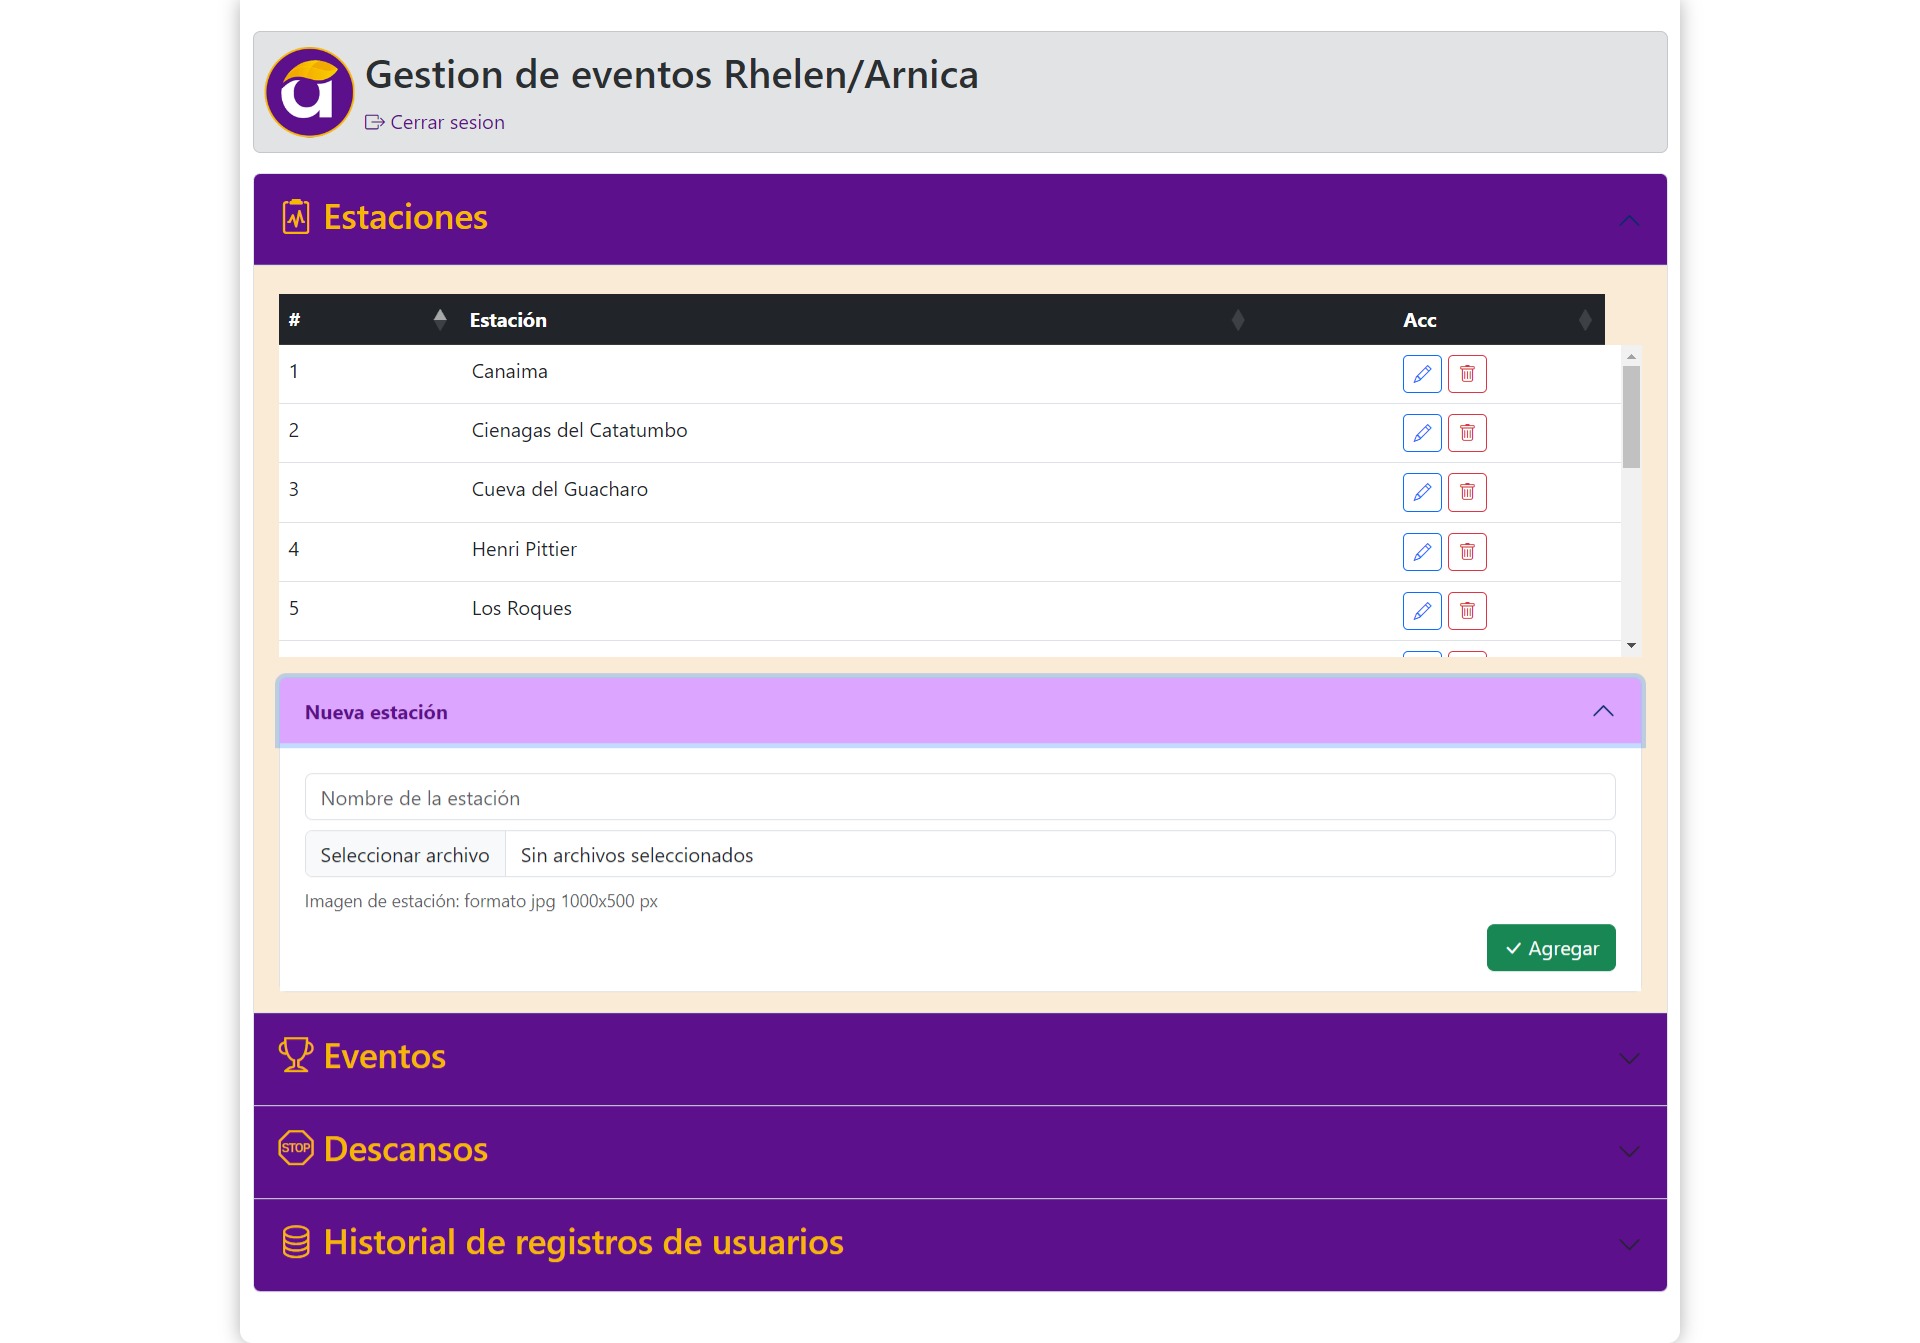 Gestion de eventos Rhelen/Arnica
Cerrar sesion
Estaciones
# Estación Acc
1 Canaima
2 Cienagas del Catatumbo
3 Cueva del Guacharo
4 Henri Pittier
5 Los Roques
Nueva estación
Nombre de la estación
Seleccionar archivo Sin archivos seleccionados
Imagen de estación: formato jpg 1000x500 px
Agregar
Eventos
STOP Descansos
Historial de registros de usuarios